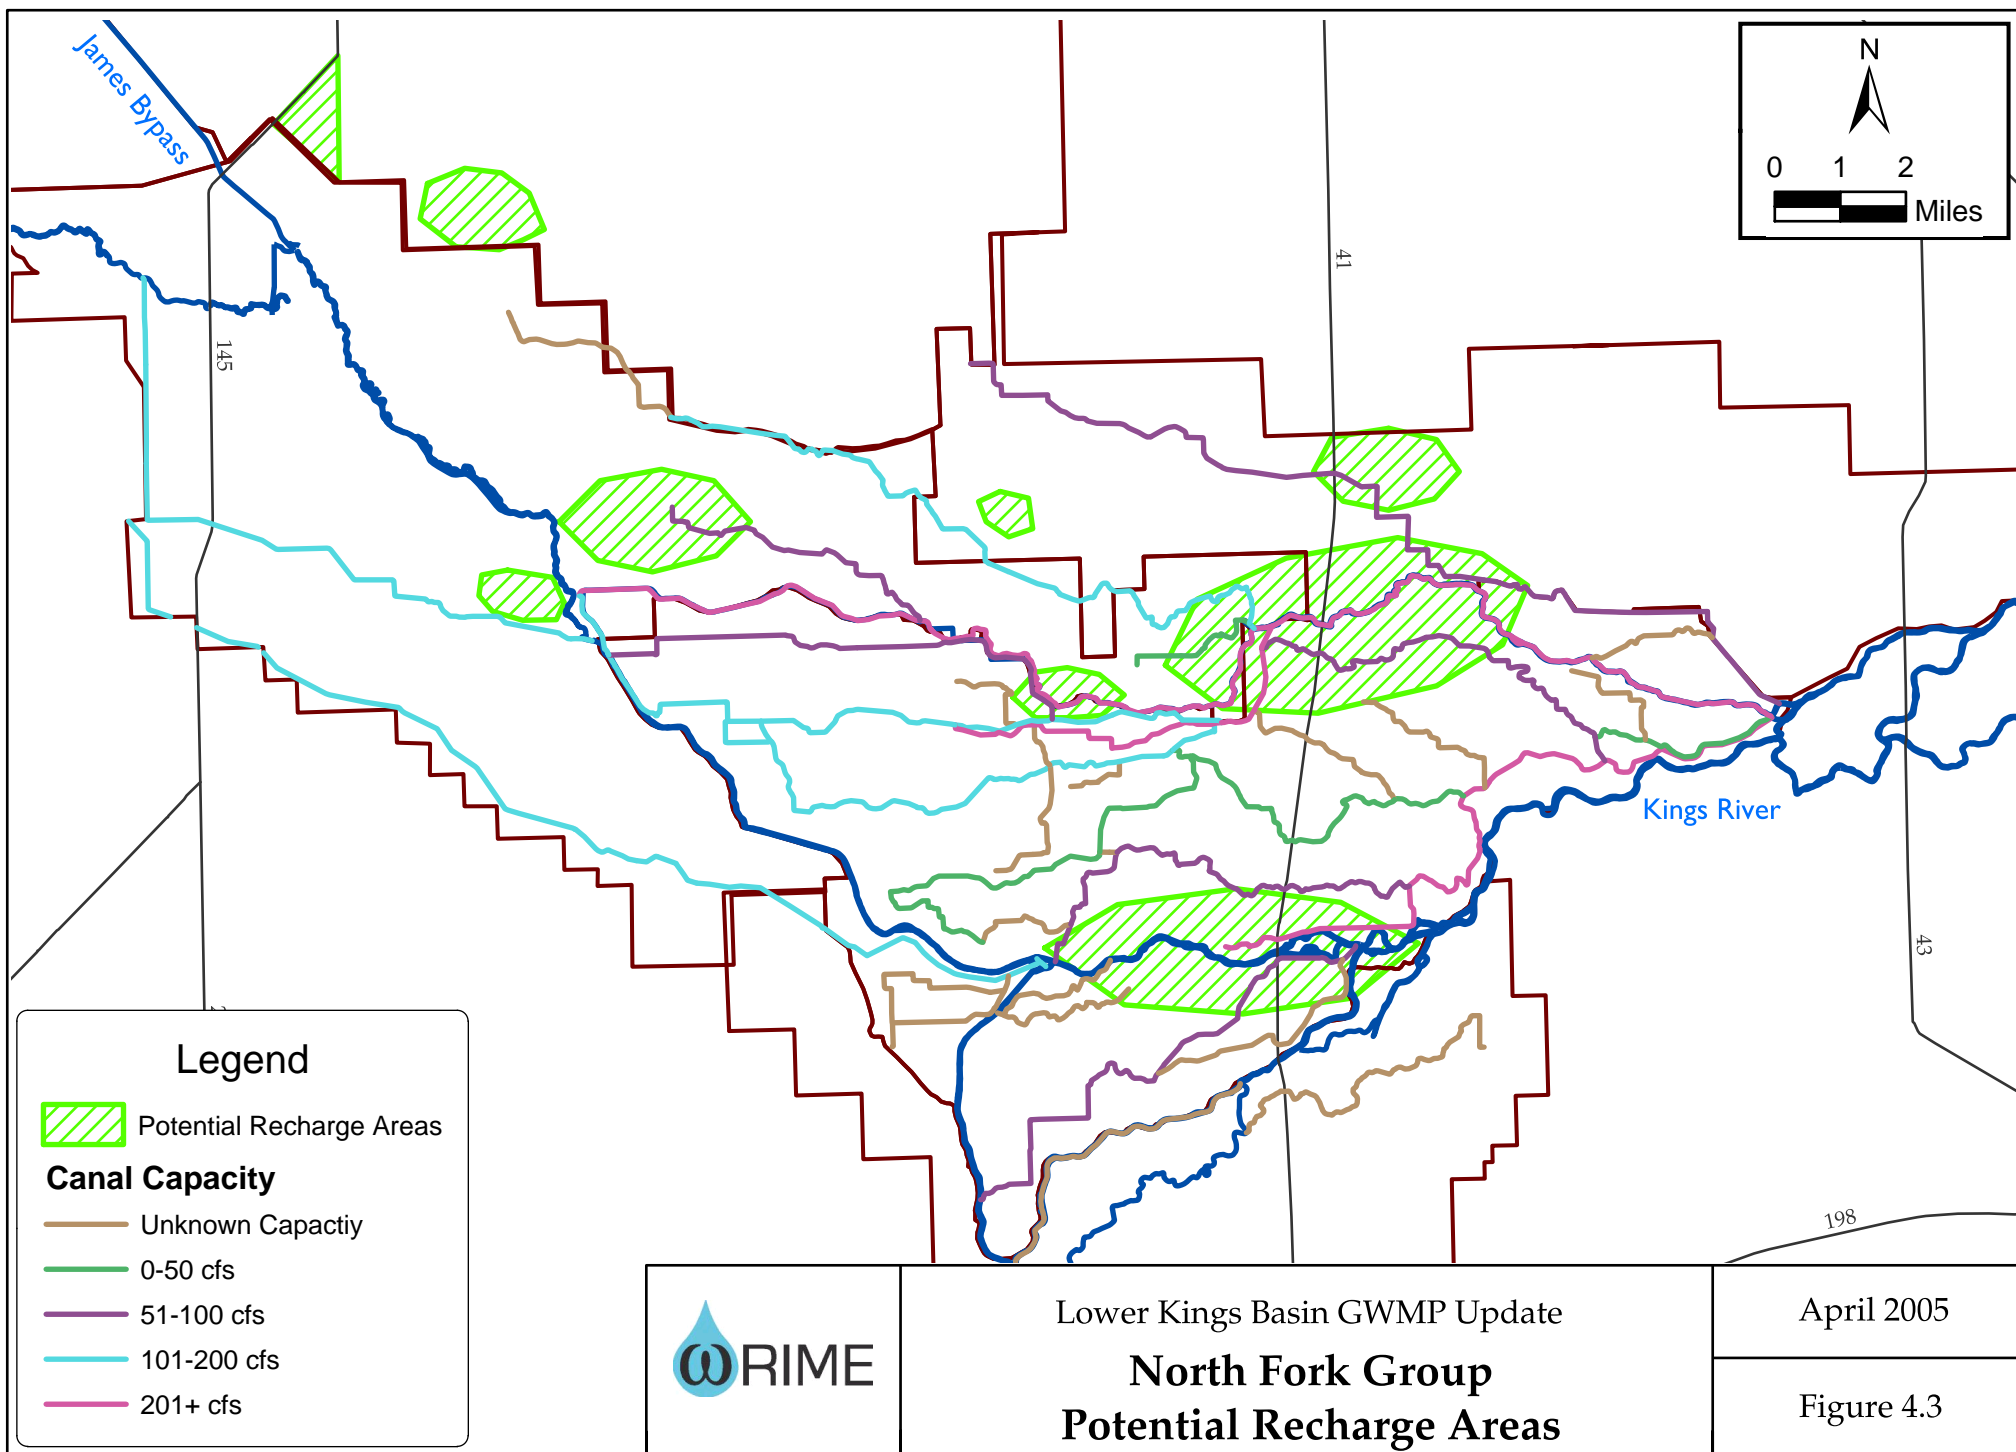 James Bypass
N
0 1 2
Miles
41
145
Kings River
43
198
Legend
Potential Recharge Areas
Canal Capacity
Unknown Capactiy
0-50 cfs
51-100 cfs
101-200 cfs
201+ cfs
ωRIME
Lower Kings Basin GWMP Update
North Fork Group
Potential Recharge Areas
April 2005
Figure 4.3